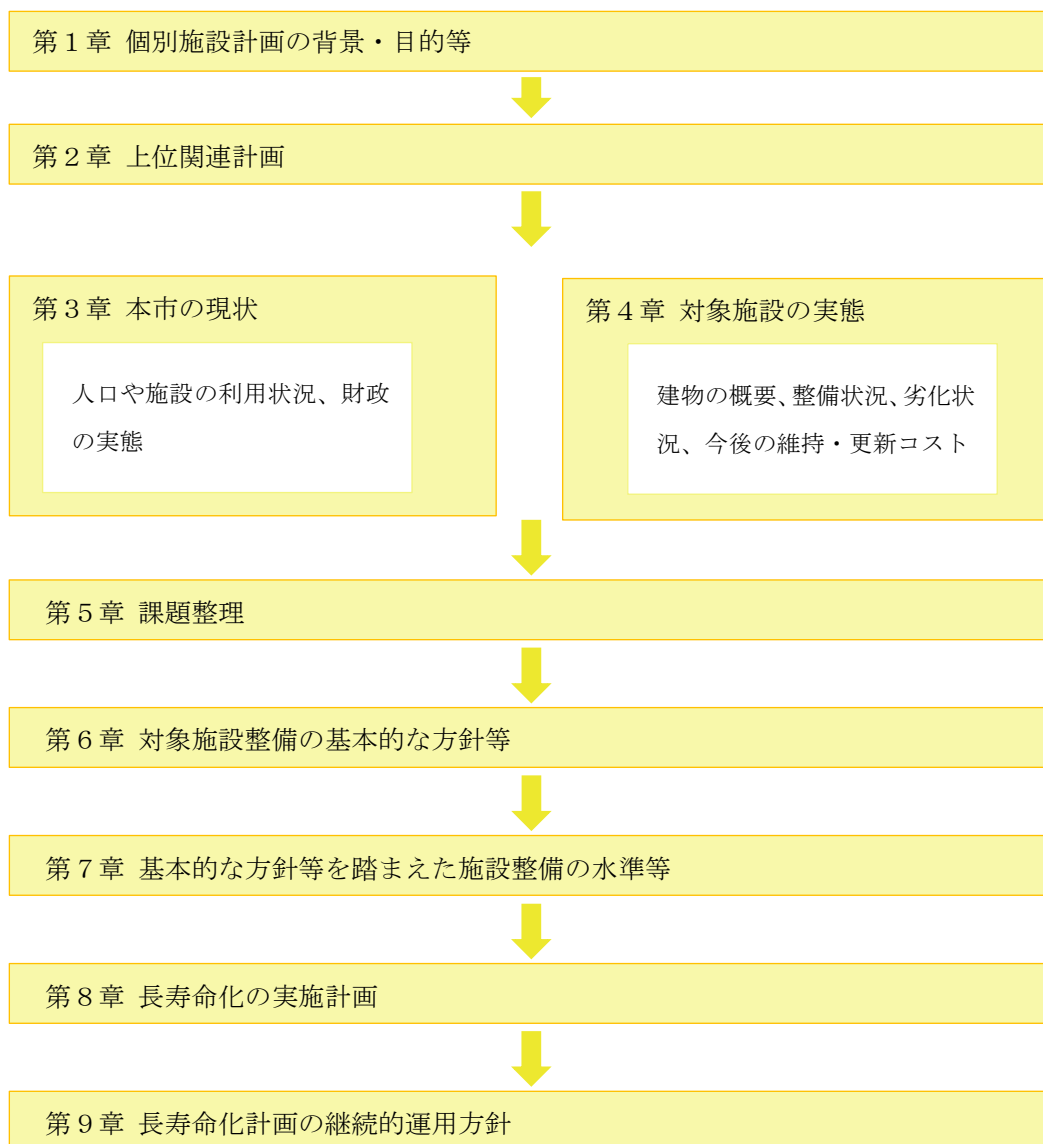 第１章 個別施設計画の背景・目的等
第２章 上位関連計画
第３章 本市の現状
人口や施設の利用状況、財政
の実態
第４章 対象施設の実態
建物の概要、整備状況、劣化状
況、今後の維持・更新コスト
第５章 課題整理
第６章 対象施設整備の基本的な方針等
第７章 基本的な方針等を踏まえた施設整備の水準等
第８章 長寿命化の実施計画
第９章 長寿命化計画の継続的運用方針